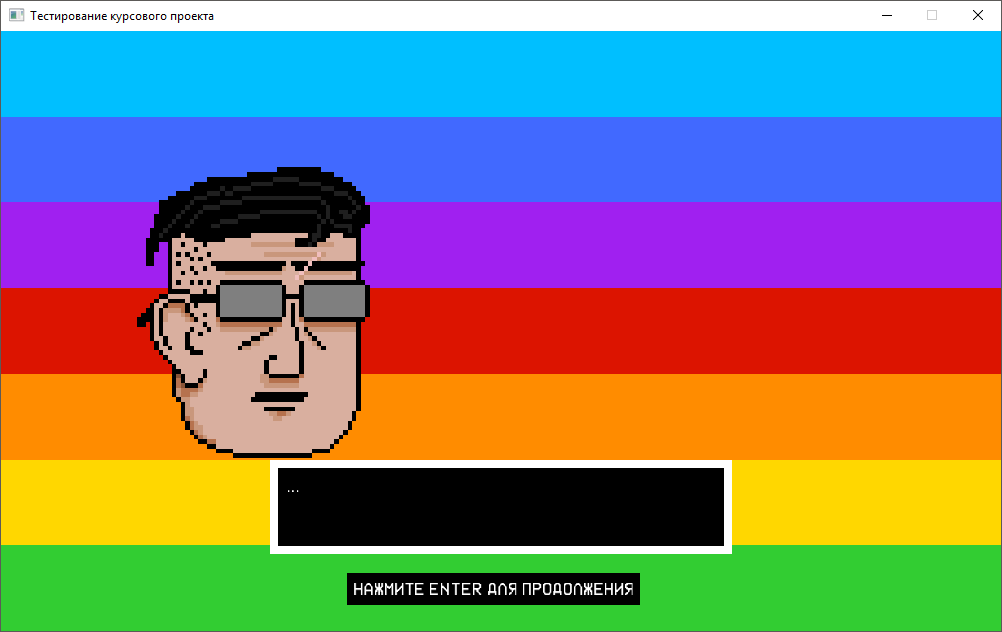 Тестирование курсового проекта
...
НАЖМИТЕ ENTER ДЛЯ ПРОДОЛЖЕНИЯ